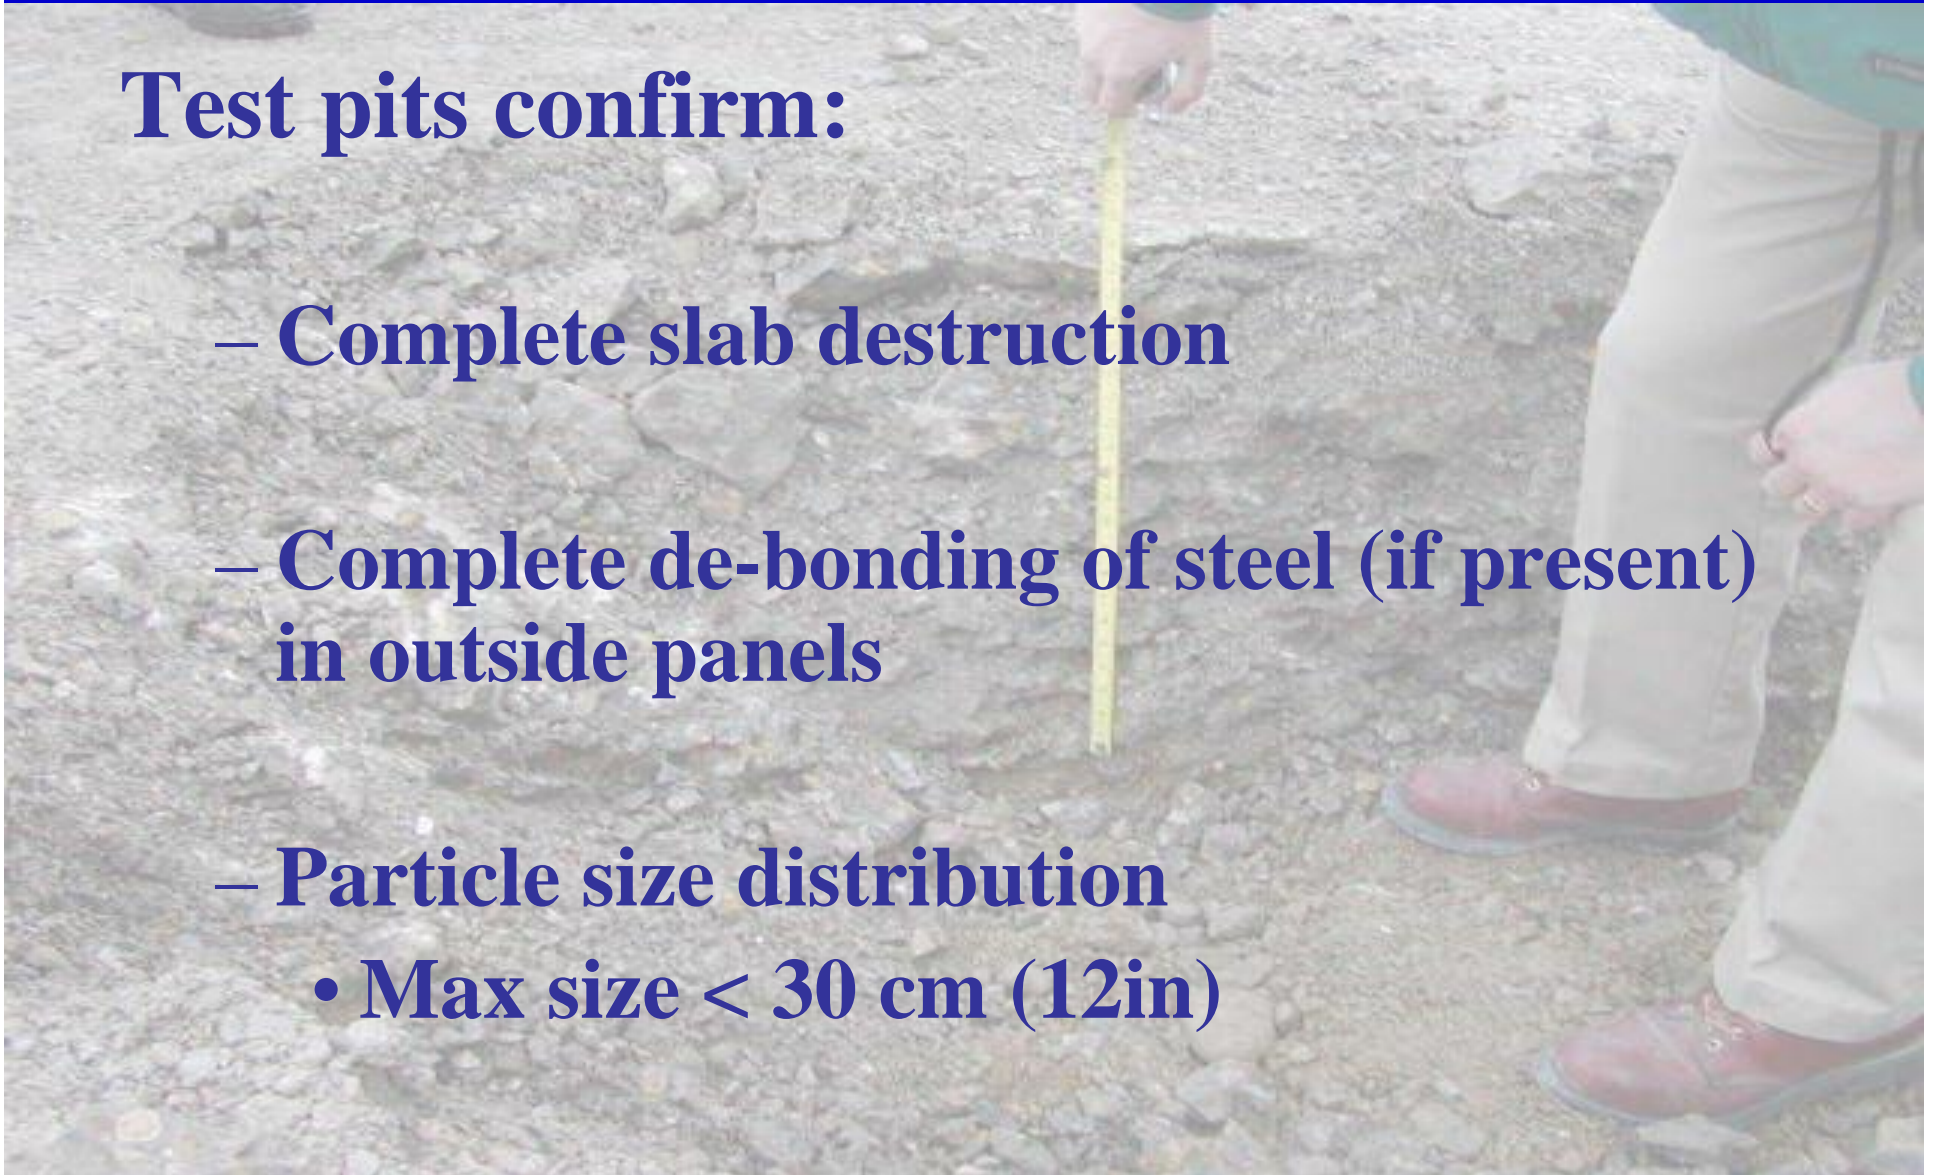 Test pits confirm:
– Complete slab destruction
– Complete de-bonding of steel (if present)
in outside panels
– Particle size distribution
• Max size < 30 cm (12in)